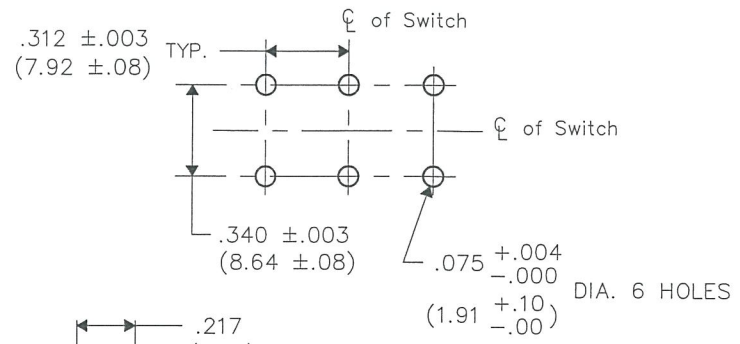 ℄ of Switch
.312 ±.003 TYP.
(7.92 ±.08)
℄ of Switch
.340 ±.003
(8.64 ±.08)
.075 +.004 -.000 DIA. 6 HOLES
(1.91 +.10 -.00)
.217